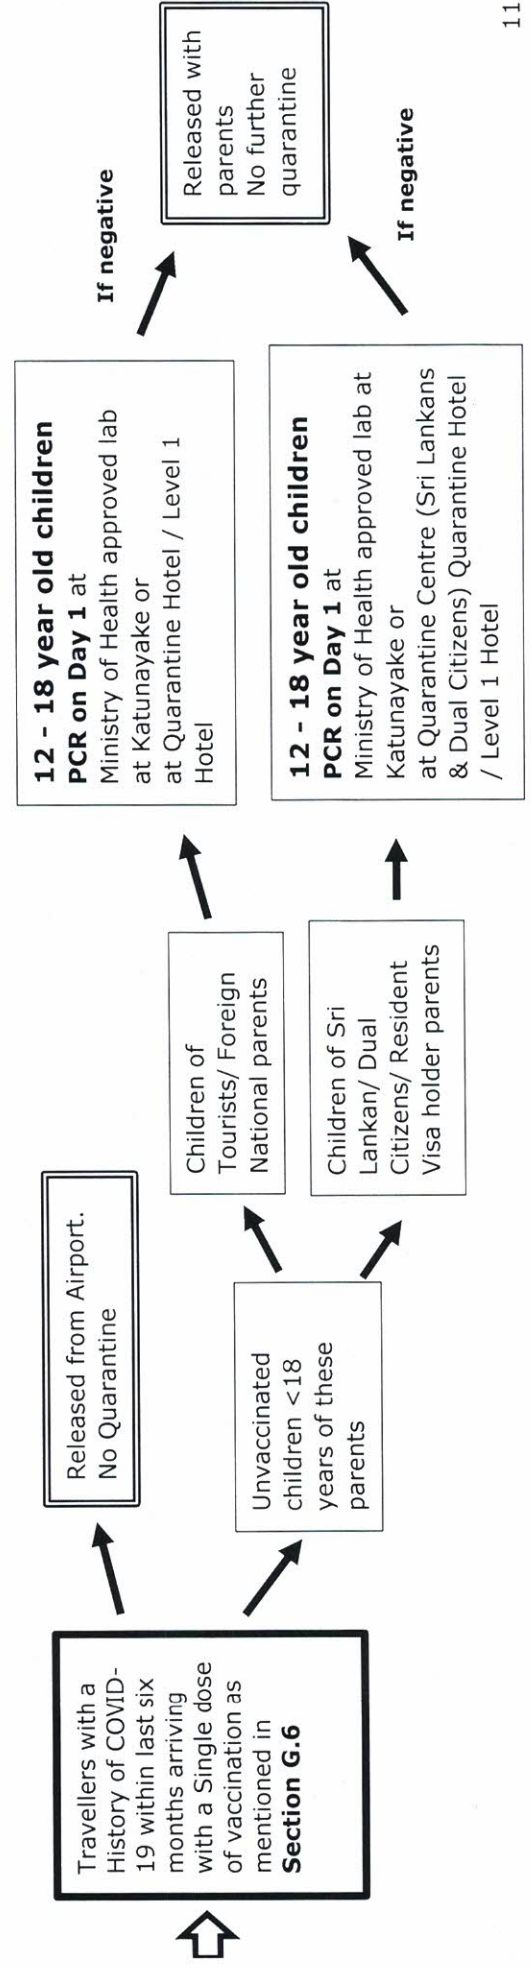 Travellers with a
History of COVID-
19 within last six
months arriving
with a Single dose
of vaccination as
mentioned in
Section G.6
Released from Airport.
No Quarantine
Unvaccinated
children <18
years of these
parents
Children of
Tourists/ Foreign
National parents
Children of Sri
Lankan/ Dual
Citizens/ Resident
Visa holder parents
12 - 18 year old children
PCR on Day 1 at
Ministry of Health approved lab
at Katunayake or
at Quarantine Hotel / Level 1
Hotel
12 - 18 year old children
PCR on Day 1 at
Ministry of Health approved lab at
Katunayake or
at Quarantine Centre (Sri Lankans
& Dual Citizens) Quarantine Hotel
/ Level 1 Hotel
If negative
If negative
Released with
parents
No further
quarantine
11